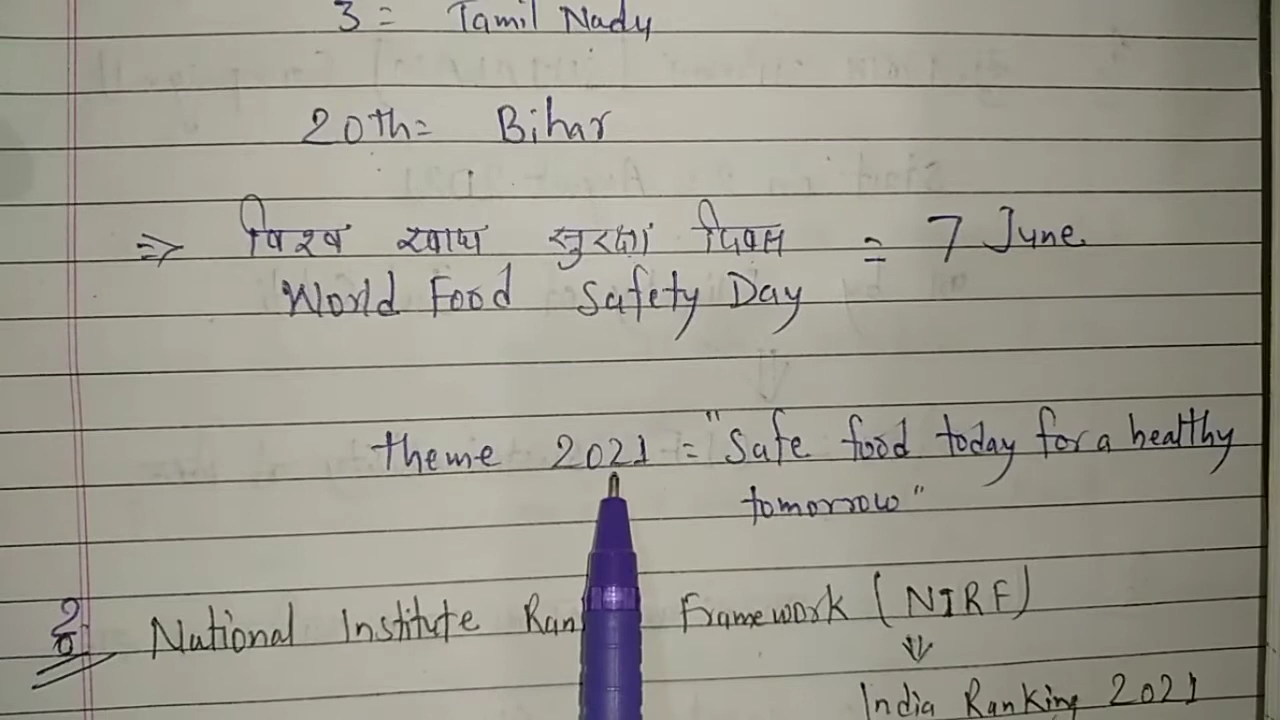 3 = Tamil Nady
20th = Bihar
⇒ विश्व खाद्य सुरक्षा दिवस = 7 June
World Food Safety Day
theme 2021 = "Safe food today for a healthy
tomorrow"
2 National Institute Ran Framework (NIRF)
India Ranking 2021